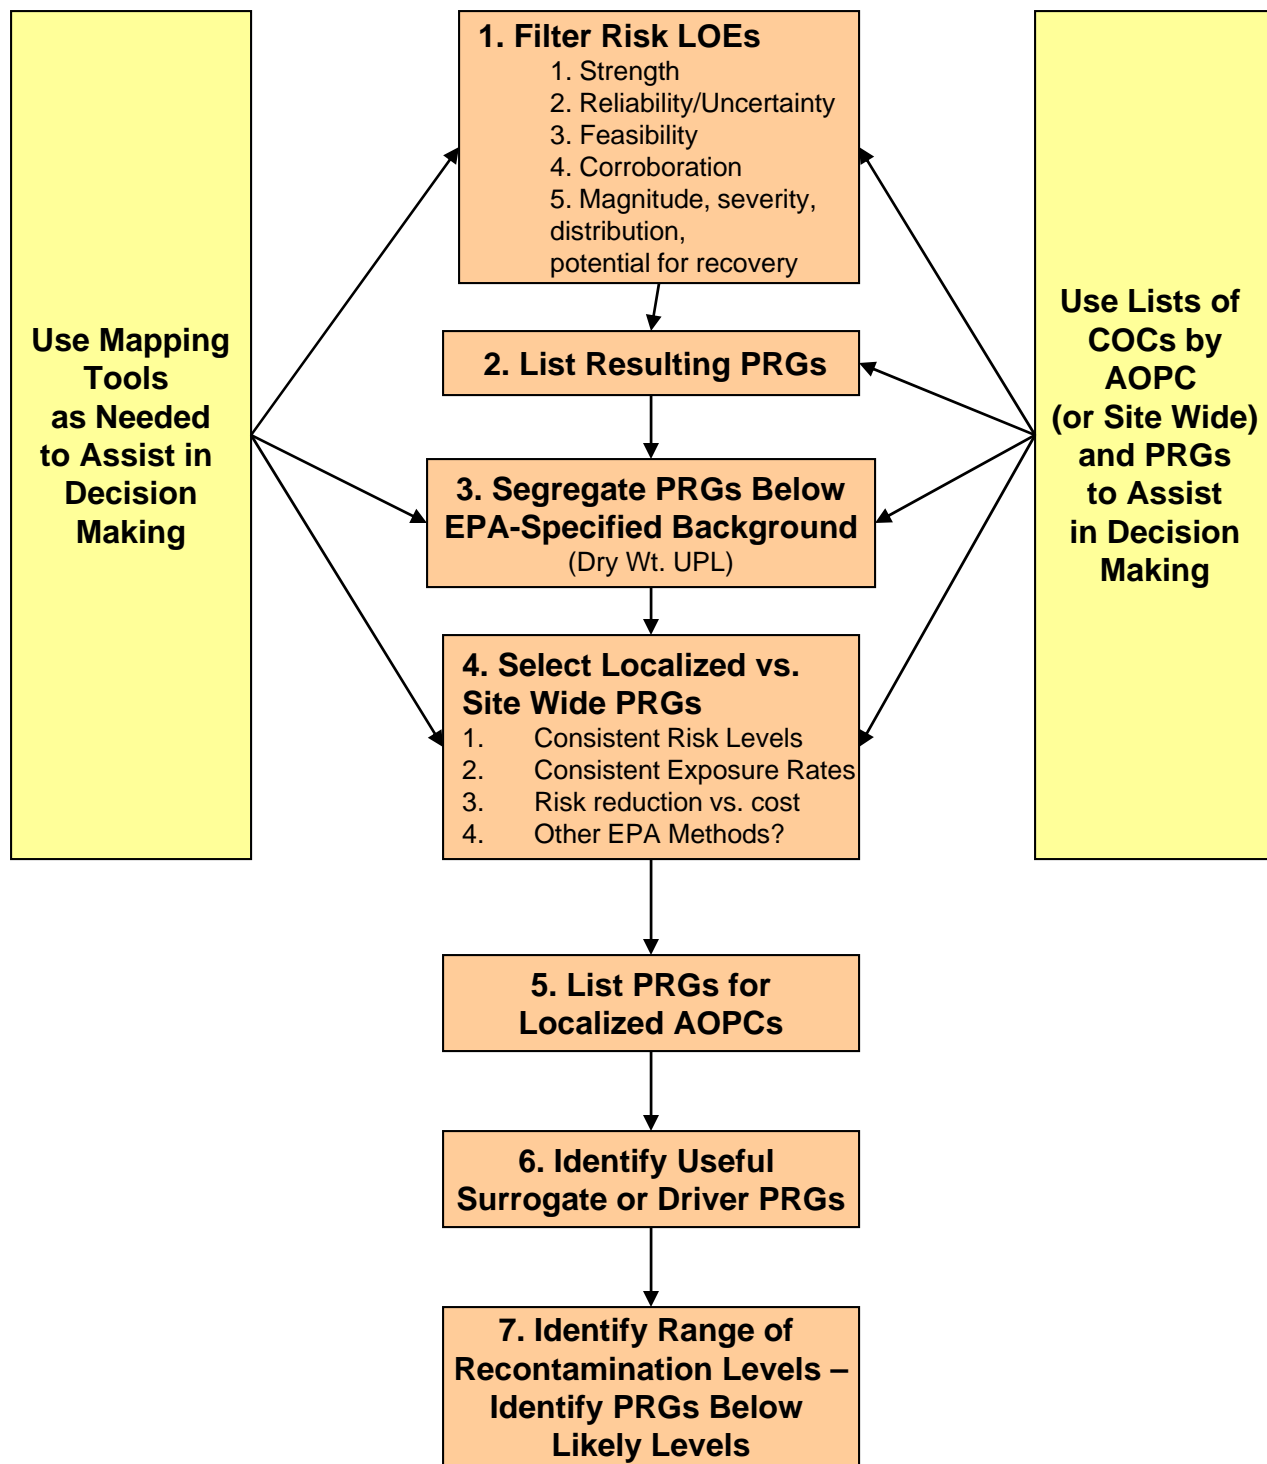 Use Mapping
Tools
as Needed
to Assist in
Decision
Making
1. Filter Risk LOEs
1. Strength
2. Reliability/Uncertainty
3. Feasibility
4. Corroboration
5. Magnitude, severity,
distribution,
potential for recovery
2. List Resulting PRGs
3. Segregate PRGs Below
EPA-Specified Background
(Dry Wt. UPL)
4. Select Localized vs.
Site Wide PRGs
1. Consistent Risk Levels
2. Consistent Exposure Rates
3. Risk reduction vs. cost
4. Other EPA Methods?
5. List PRGs for
Localized AOPCs
6. Identify Useful
Surrogate or Driver PRGs
7. Identify Range of
Recontamination Levels –
Identify PRGs Below
Likely Levels
Use Lists of
COCs by
AOPC
(or Site Wide)
and PRGs
to Assist
in Decision
Making